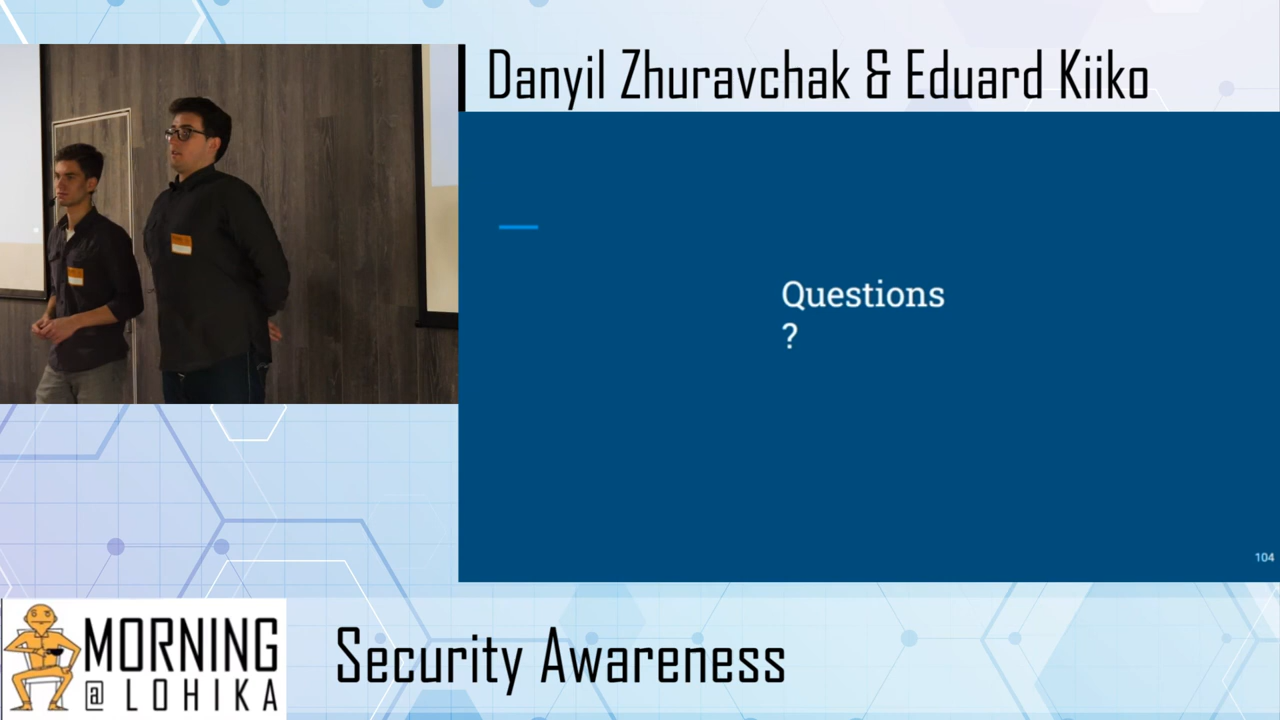 Danyil Zhuravchak & Eduard Kiiko
Questions
?
104
MORNING
@ LOHIKA
Security Awareness